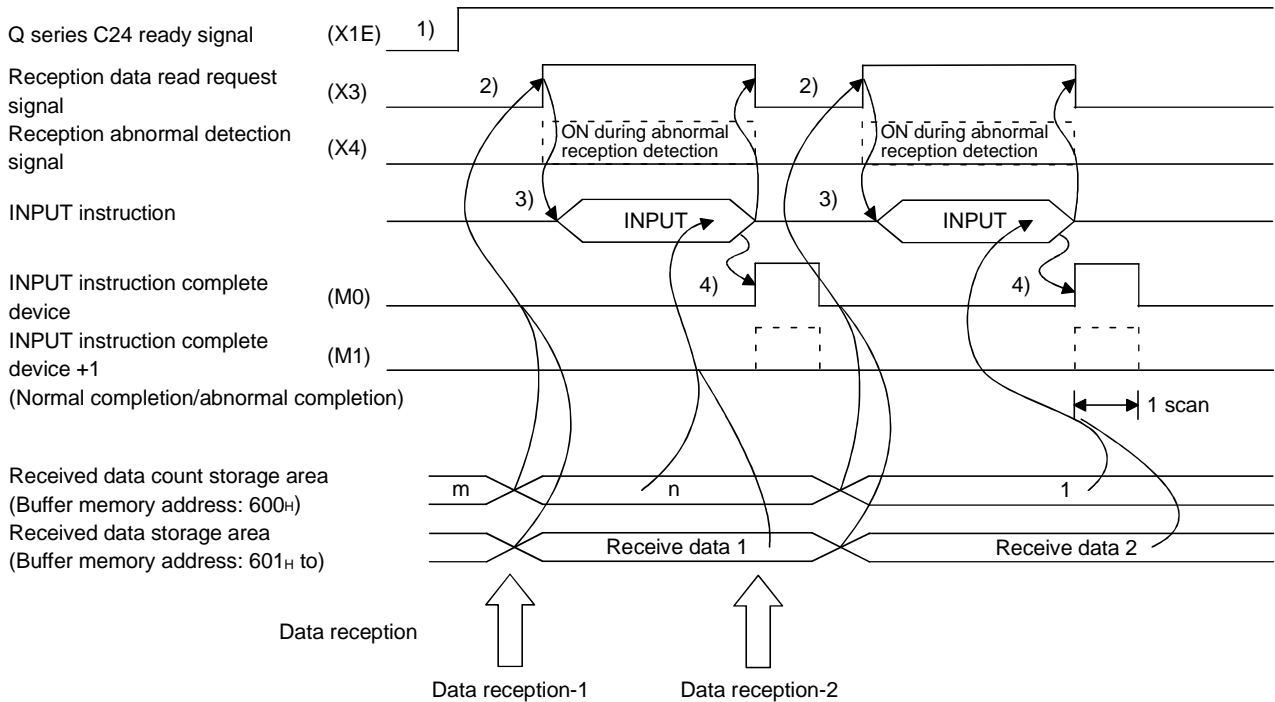 Q series C24 ready signal (X1E) 1)
Reception data read request
signal (X3) 2) 2)
Reception abnormal detection
signal (X4)
ON during abnormal
reception detection
ON during abnormal
reception detection
INPUT instruction 3) INPUT 3) INPUT
INPUT instruction complete
device (M0) 4) 4)
INPUT instruction complete
device +1 (M1)
(Normal completion/abnormal completion)
1 scan
Received data count storage area
(Buffer memory address: 600H) m n 1
Received data storage area
(Buffer memory address: 601H to) Receive data 1 Receive data 2
Data reception
Data reception-1 Data reception-2